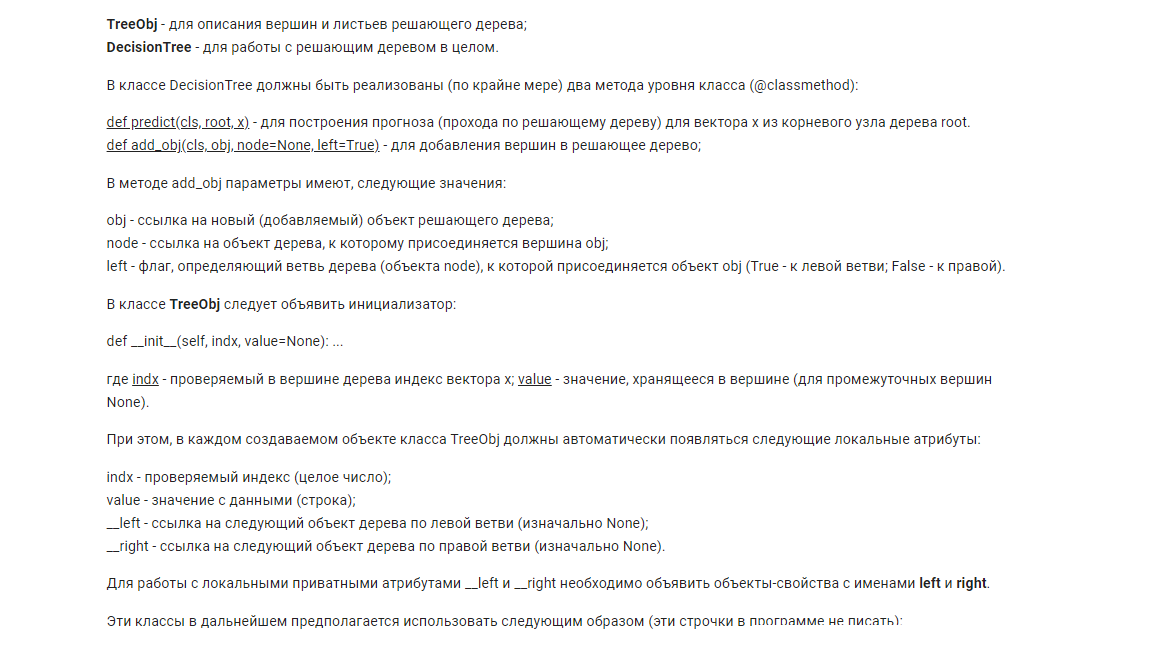 TreeObj - для описания вершин и листьев решающего дерева;
DecisionTree - для работы с решающим деревом в целом.
В классе DecisionTree должны быть реализованы (по крайне мере) два метода уровня класса (@classmethod):
def predict(cls, root, x) - для построения прогноза (прохода по решающему дереву) для вектора x из корневого узла дерева root.
def add_obj(cls, obj, node=None, left=True) - для добавления вершин в решающее дерево;
В методе add_obj параметры имеют, следующие значения:
obj - ссылка на новый (добавляемый) объект решающего дерева;
node - ссылка на объект дерева, к которому присоединяется вершина obj;
left - флаг, определяющий ветвь дерева (объекта node), к которой присоединяется объект obj (True - к левой ветви; False - к правой).
В классе TreeObj следует объявить инициализатор:
def __init__(self, indx, value=None): ...
где indx - проверяемый в вершине дерева индекс вектора x; value - значение, хранящееся в вершине (для промежуточных вершин
None).
При этом, в каждом создаваемом объекте класса TreeObj должны автоматически появляться следующие локальные атрибуты:
indx - проверяемый индекс (целое число);
value - значение с данными (строка);
__left - ссылка на следующий объект дерева по левой ветви (изначально None);
__right - ссылка на следующий объект дерева по правой ветви (изначально None).
Для работы с локальными приватными атрибутами __left и __right необходимо объявить объекты-свойства с именами left и right.
Эти классы в дальнейшем предполагается использовать следующим образом (эти строчки в программе не писать):